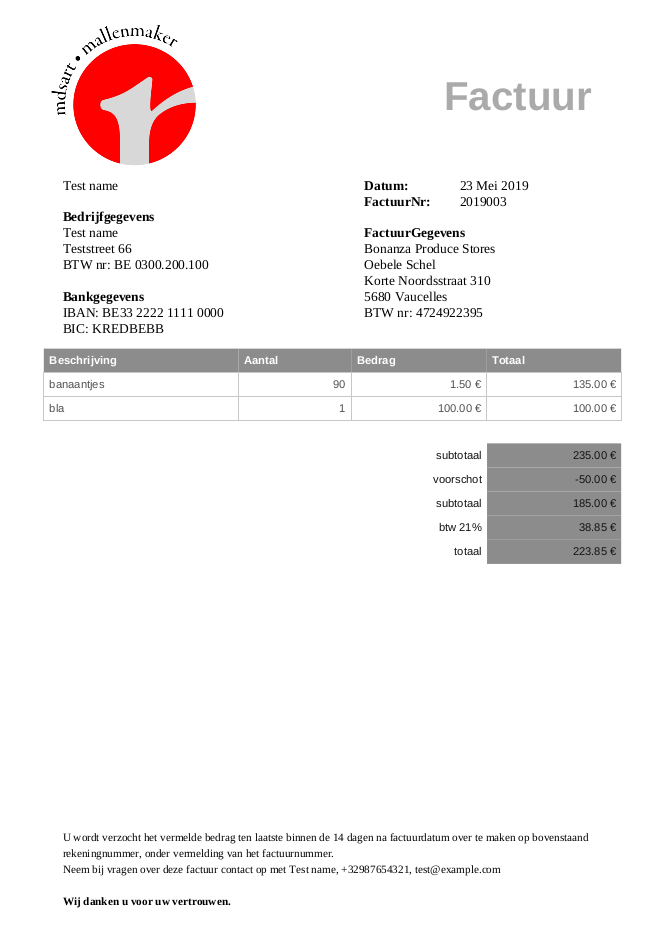 mdsart • mallenmaker
Factuur
Test name
Bedrijfgegevens
Test name
Teststreet 66
BTW nr: BE 0300.200.100
Bankgegevens
IBAN: BE33 2222 1111 0000
BIC: KREDBEBB
Datum: 23 Mei 2019
FactuurNr: 2019003
FactuurGegevens
Bonanza Produce Stores
Oebele Schel
Korte Noordsstraat 310
5680 Vaucelles
BTW nr: 4724922395
Beschrijving Aantal Bedrag Totaal
banaantjes 90 1.50 € 135.00 €
bla 1 100.00 € 100.00 €
subtotaal 235.00 €
voorschot -50.00 €
subtotaal 185.00 €
btw 21% 38.85 €
totaal 223.85 €
U wordt verzocht het vermelde bedrag ten laatste binnen de 14 dagen na factuurdatum over te maken op bovenstaand
rekeningnummer, onder vermelding van het factuurnummer.
Neem bij vragen over deze factuur contact op met Test name, +32987654321, test@example.com
Wij danken u voor uw vertrouwen.